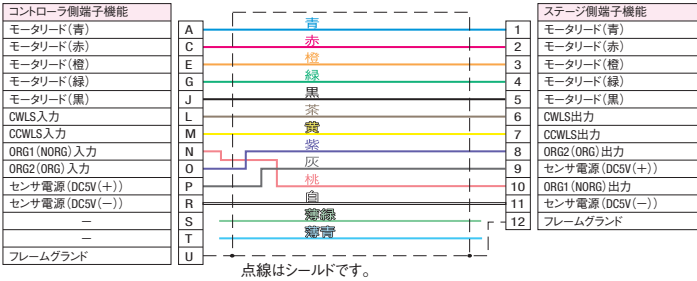 コントローラ側端子機能 ステージ側端子機能
モータリード(青) A 青 1 モータリード(青)
モータリード(赤) C 赤 2 モータリード(赤)
モータリード(橙) E 橙 3 モータリード(橙)
モータリード(緑) G 緑 4 モータリード(緑)
モータリード(黒) J 黒 5 モータリード(黒)
CWLS入力 L 茶 6 CWLS出力
CCWLS入力 M 黄 7 CCWLS出力
ORG1(NORG)入力 N 紫 8 ORG2(ORG)出力
ORG2(ORG)入力 O 灰 9 センサ電源(DC5V(+))
センサ電源(DC5V(+)) P 桃 10 ORG1(NORG)出力
センサ電源(DC5V(−)) R 白 11 センサ電源(DC5V(−))
− S 薄緑 12 フレームグランド
− T 薄青
フレームグランド U
点線はシールドです。